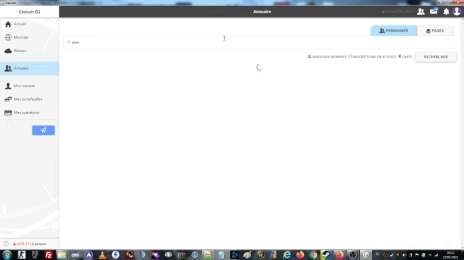 Cesium
Cesium G1
Annuaire
Accueil
Monnaie
Réseau
Annuaire
Mon compte
Mes portefeuilles
Mes opérations
PERSONNES
PAGES
NOUVEAUX MEMBRES
INSCRIPTIONS EN ATTENTE
CARTE
RECHERCHER
À propos